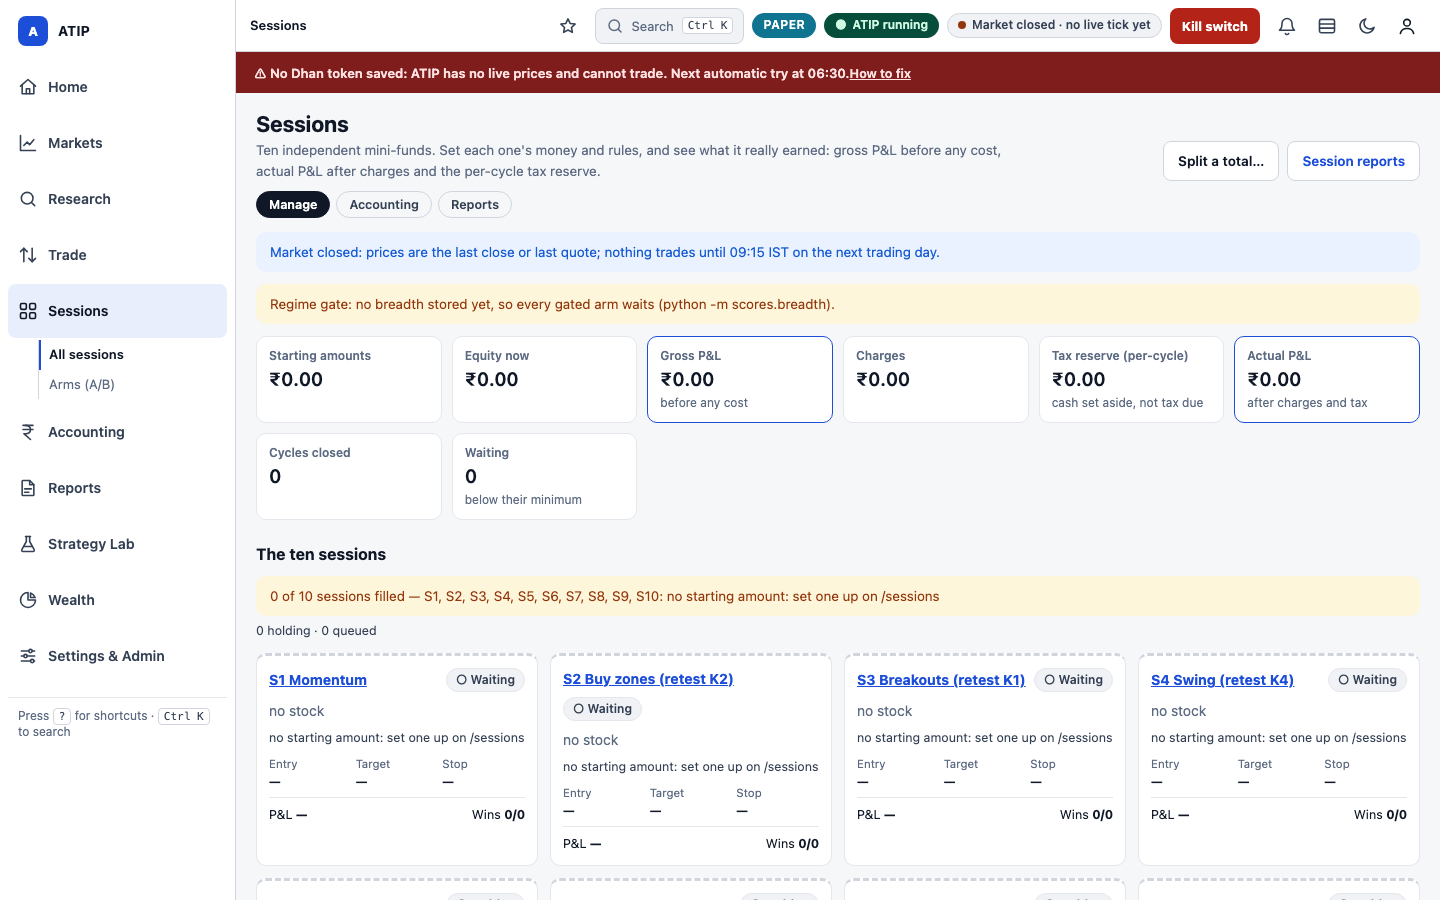 A ATIP
Sessions
Search Ctrl K
PAPER
ATIP running
Market closed · no live tick yet
Kill switch
⚠ No Dhan token saved: ATIP has no live prices and cannot trade. Next automatic try at 06:30.How to fix
Home
Markets
Research
Trade
Sessions
All sessions
Arms (A/B)
Accounting
Reports
Strategy Lab
Wealth
Settings & Admin
Press ? for shortcuts · Ctrl K
to search
Sessions
Ten independent mini-funds. Set each one's money and rules, and see what it really earned: gross P&L before any cost,
actual P&L after charges and the per-cycle tax reserve.
Split a total...
Session reports
Manage
Accounting
Reports
Market closed: prices are the last close or last quote; nothing trades until 09:15 IST on the next trading day.
Regime gate: no breadth stored yet, so every gated arm waits (python -m scores.breadth).
Starting amounts
₹0.00
Equity now
₹0.00
Gross P&L
₹0.00
before any cost
Charges
₹0.00
Tax reserve (per-cycle)
₹0.00
cash set aside, not tax due
Actual P&L
₹0.00
after charges and tax
Cycles closed
0
Waiting
0
below their minimum
The ten sessions
0 of 10 sessions filled — S1, S2, S3, S4, S5, S6, S7, S8, S9, S10: no starting amount: set one up on /sessions
0 holding · 0 queued
S1 Momentum
Waiting
no stock
no starting amount: set one up on /sessions
Entry Target Stop
— — —
P&L — Wins 0/0
S2 Buy zones (retest K2)
Waiting
no stock
no starting amount: set one up on /sessions
Entry Target Stop
— — —
P&L — Wins 0/0
S3 Breakouts (retest K1)
Waiting
no stock
no starting amount: set one up on /sessions
Entry Target Stop
— — —
P&L — Wins 0/0
S4 Swing (retest K4)
Waiting
no stock
no starting amount: set one up on /sessions
Entry Target Stop
— — —
P&L — Wins 0/0